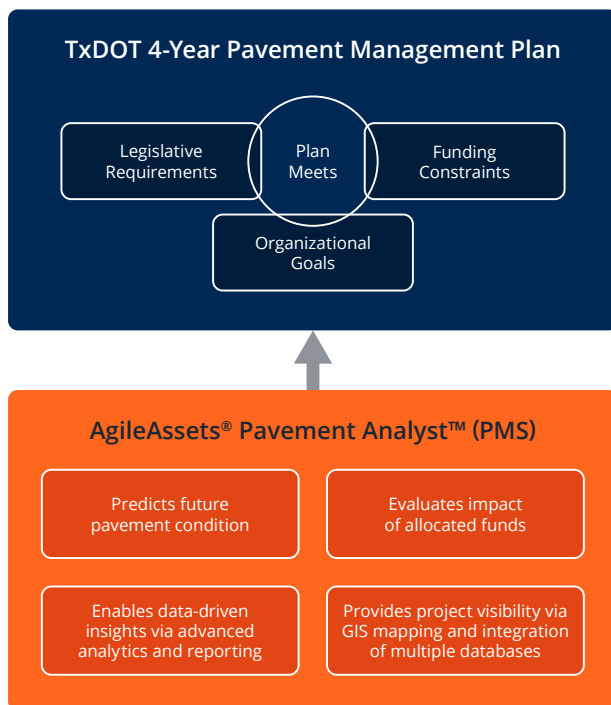 TxDOT 4-Year Pavement Management Plan
Legislative
Requirements
Plan
Meets
Funding
Constraints
Organizational
Goals
AgileAssets® Pavement Analyst™ (PMS)
Predicts future
pavement condition
Evaluates impact
of allocated funds
Enables data-driven
insights via advanced
analytics and reporting
Provides project visibility via
GIS mapping and integration
of multiple databases